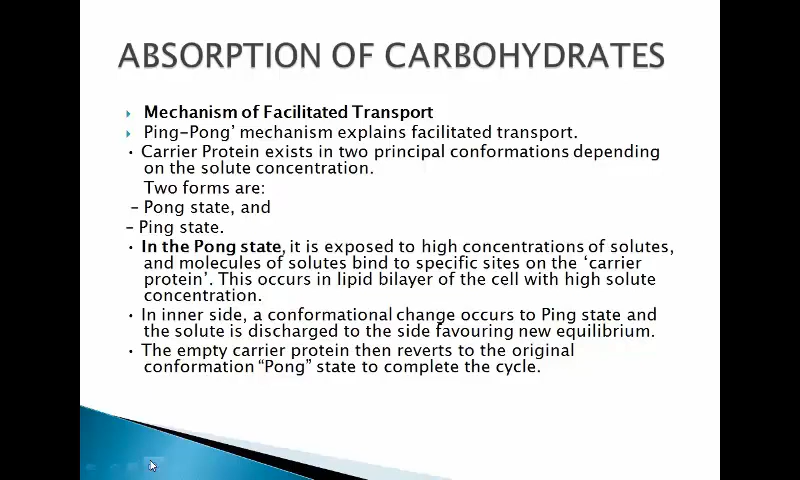 ABSORPTION OF CARBOHYDRATES
Mechanism of Facilitated Transport
Ping-Pong’ mechanism explains facilitated transport.
• Carrier Protein exists in two principal conformations depending
on the solute concentration.
Two forms are:
– Pong state, and
– Ping state.
• In the Pong state, it is exposed to high concentrations of solutes,
and molecules of solutes bind to specific sites on the ‘carrier
protein’. This occurs in lipid bilayer of the cell with high solute
concentration.
• In inner side, a conformational change occurs to Ping state and
the solute is discharged to the side favouring new equilibrium.
• The empty carrier protein then reverts to the original
conformation “Pong” state to complete the cycle.